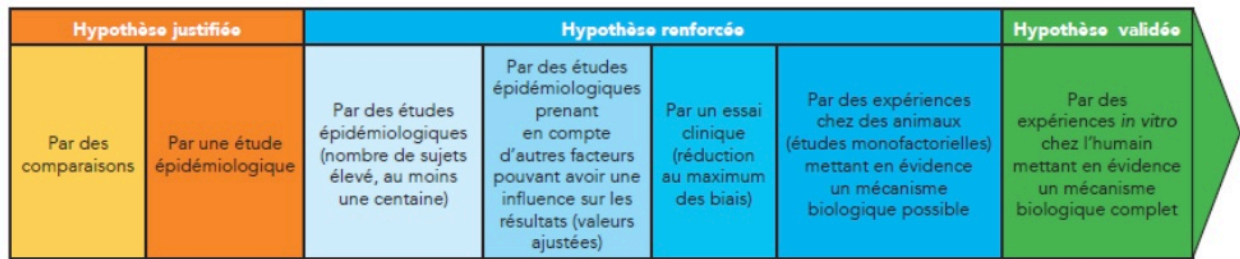 Hypothèse justifiée
Hypothèse renforcée
Hypothèse validée
Par des
comparaisons
Par une étude
épidémiologique
Par des études
épidémiologiques
(nombre de sujets
élevé, au moins
une centaine)
Par des études
épidémiologiques
prenant
en compte
d'autres facteurs
pouvant avoir une
influence sur les
résultats (valeurs
ajustées)
Par un essai
clinique
(réduction
au maximum
des biais)
Par des expériences
chez des animaux
(études monofactorielles)
mettant en évidence
un mécanisme
biologique possible
Par des
expériences in vitro
chez l'humain
mettant en évidence
un mécanisme
biologique complet